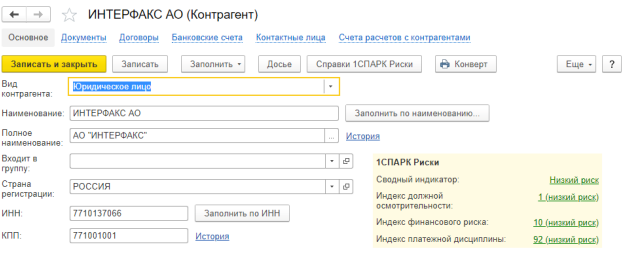 ИНТЕРФАКС АО (Контрагент)
Основное Документы Договоры Банковские счета Контактные лица Счета расчетов с контрагентами
Записать и закрыть Записать Заполнить Досье Справки 1СПАРК Риски Конверт Еще ?
Вид контрагента: Юридическое лицо
Наименование: ИНТЕРФАКС АО Заполнить по наименованию...
Полное наименование: АО "ИНТЕРФАКС" ... История
Входит в группу:
Страна регистрации: РОССИЯ
ИНН: 7710137066 Заполнить по ИНН
КПП: 771001001 История
1СПАРК Риски
Сводный индикатор: Низкий риск
Индекс должной осмотрительности: 1 (низкий риск)
Индекс финансового риска: 10 (низкий риск)
Индекс платежной дисциплины: 92 (низкий риск)